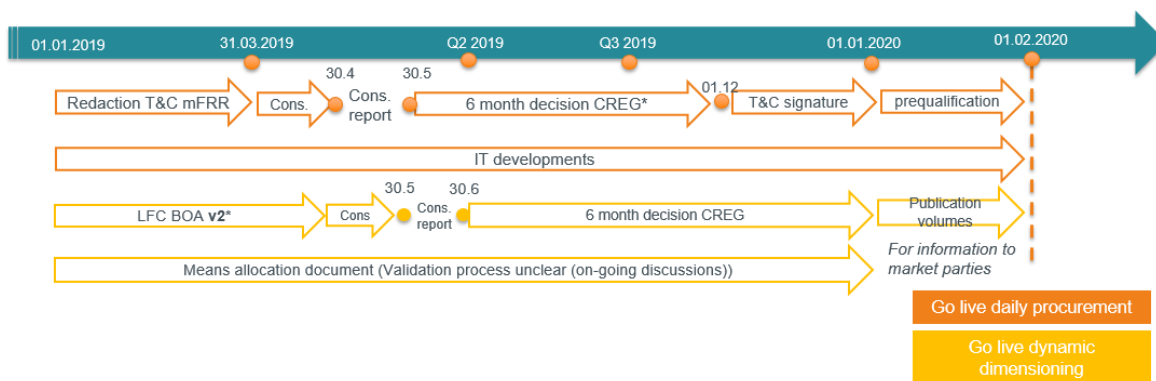 01.01.2019
31.03.2019
Q2 2019
Q3 2019
01.01.2020
01.02.2020
30.4
30.5
01.12
Redaction T&C mFRR
Cons.
Cons.
report
6 month decision CREG*
T&C signature
prequalification
IT developments
30.5
30.6
LFC BOA v2*
Cons
Cons.
report
6 month decision CREG
Publication
volumes
Means allocation document (Validation process unclear (on-going discussions))
For information to
market parties
Go live daily procurement
Go live dynamic
dimensioning